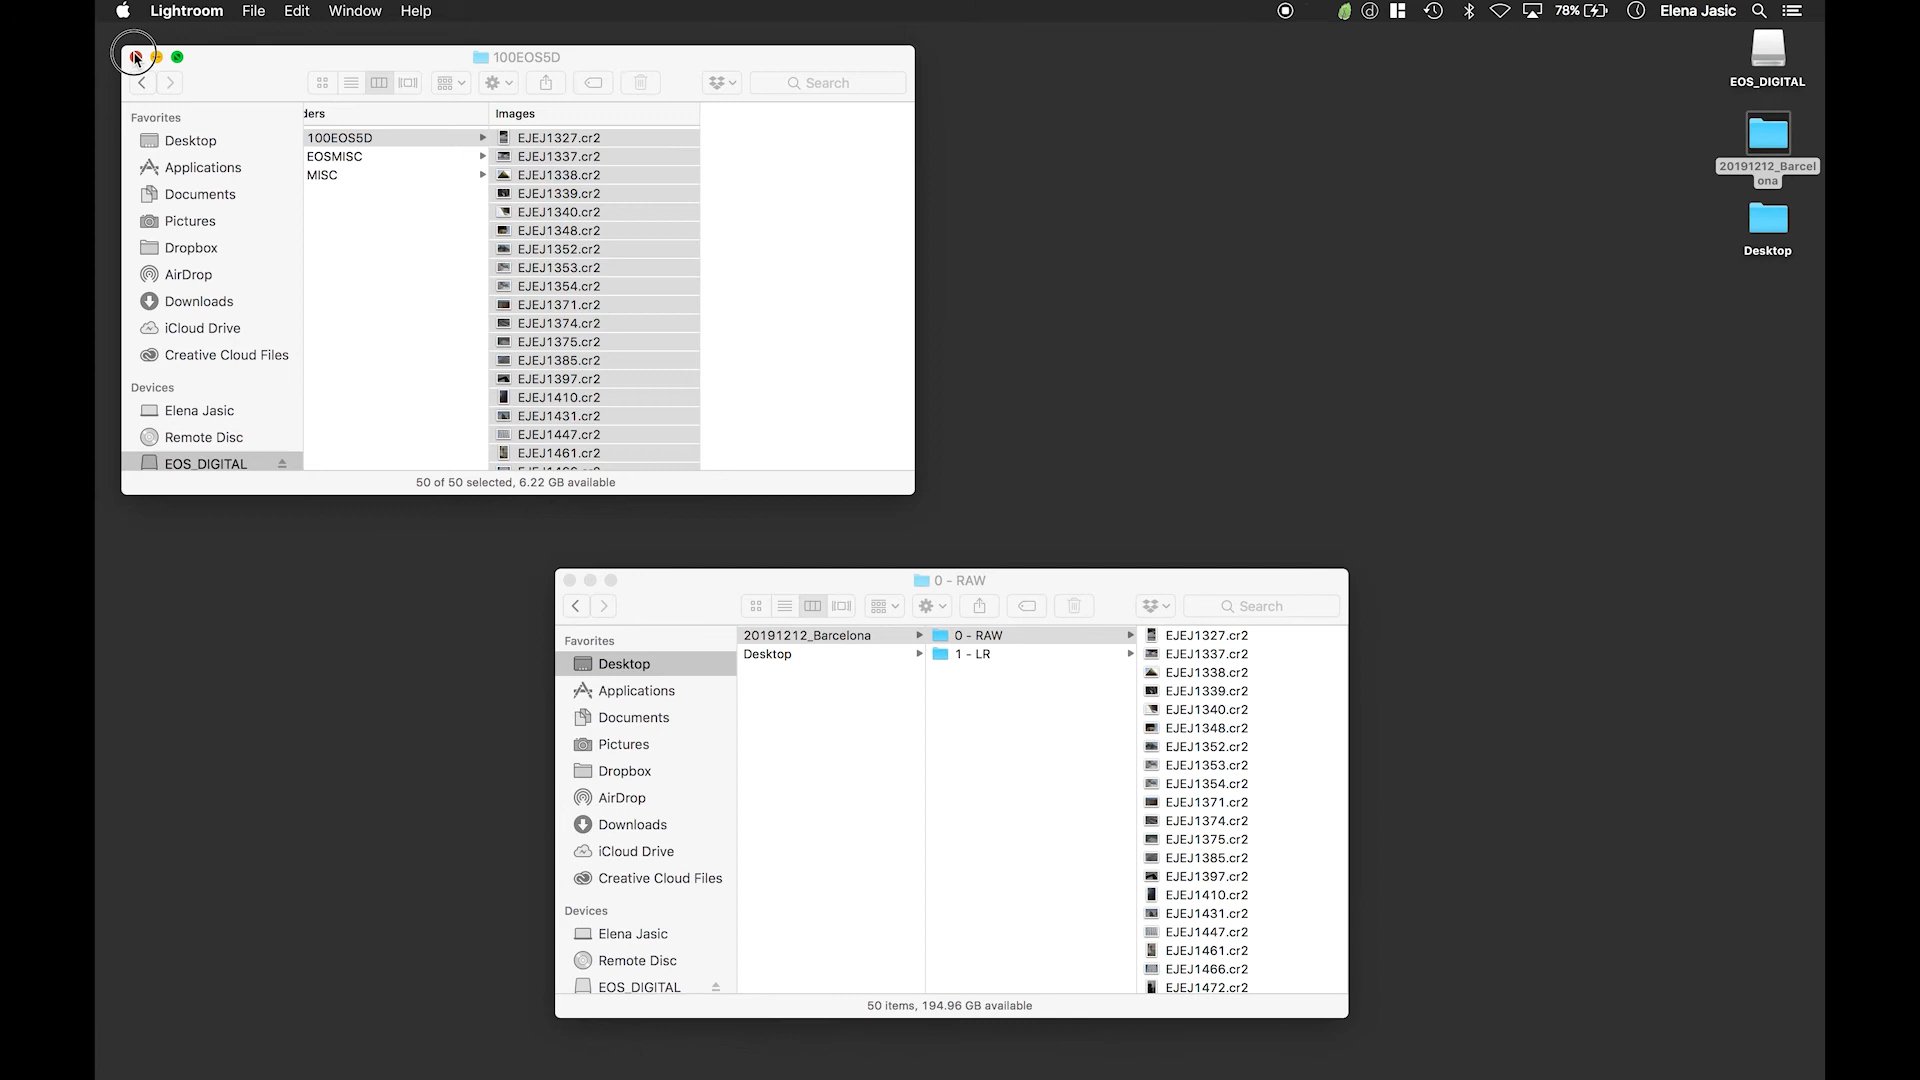 Lightroom File Edit Window Help
78% Elena Jasic
EOS_DIGITAL
20191212_Barcel
ona
Desktop
100EOS5D
Search
Favorites
Desktop
Applications
Documents
Pictures
Dropbox
AirDrop
Downloads
iCloud Drive
Creative Cloud Files
Devices
Elena Jasic
Remote Disc
EOS_DIGITAL
ders
100EOS5D
EOSMISC
MISC
Images
EJEJ1327.cr2
EJEJ1337.cr2
EJEJ1338.cr2
EJEJ1339.cr2
EJEJ1340.cr2
EJEJ1348.cr2
EJEJ1352.cr2
EJEJ1353.cr2
EJEJ1354.cr2
EJEJ1371.cr2
EJEJ1374.cr2
EJEJ1375.cr2
EJEJ1385.cr2
EJEJ1397.cr2
EJEJ1410.cr2
EJEJ1431.cr2
EJEJ1447.cr2
EJEJ1461.cr2
50 of 50 selected, 6.22 GB available
0 - RAW
Search
Favorites
Desktop
Applications
Documents
Pictures
Dropbox
AirDrop
Downloads
iCloud Drive
Creative Cloud Files
Devices
Elena Jasic
Remote Disc
EOS_DIGITAL
20191212_Barcelona
Desktop
0 - RAW
1 - LR
EJEJ1327.cr2
EJEJ1337.cr2
EJEJ1338.cr2
EJEJ1339.cr2
EJEJ1340.cr2
EJEJ1348.cr2
EJEJ1352.cr2
EJEJ1353.cr2
EJEJ1354.cr2
EJEJ1371.cr2
EJEJ1374.cr2
EJEJ1375.cr2
EJEJ1385.cr2
EJEJ1397.cr2
EJEJ1410.cr2
EJEJ1431.cr2
EJEJ1447.cr2
EJEJ1461.cr2
EJEJ1466.cr2
EJEJ1472.cr2
50 items, 194.96 GB available